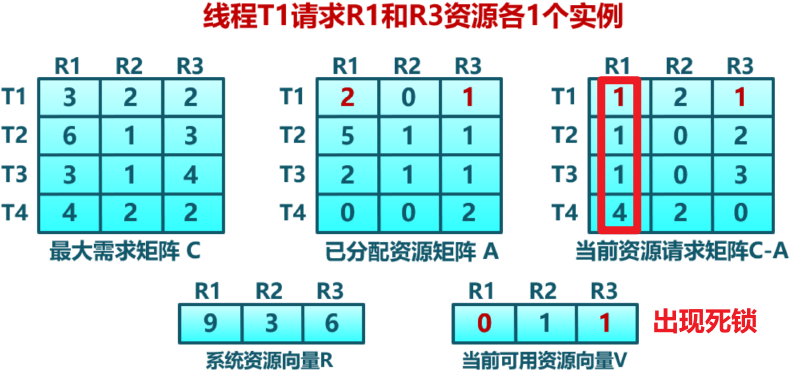 线程T1请求R1和R3资源各1个实例
R1 R2 R3
T1 3 2 2
T2 6 1 3
T3 3 1 4
T4 4 2 2
最大需求矩阵 C
R1 R2 R3
T1 2 0 1
T2 5 1 1
T3 2 1 1
T4 0 0 2
已分配资源矩阵 A
R1 R2 R3
T1 1 2 1
T2 1 0 2
T3 1 0 3
T4 4 2 0
当前资源请求矩阵C-A
R1 R2 R3
9 3 6
系统资源向量R
R1 R2 R3
0 1 1
出现死锁
当前可用资源向量V